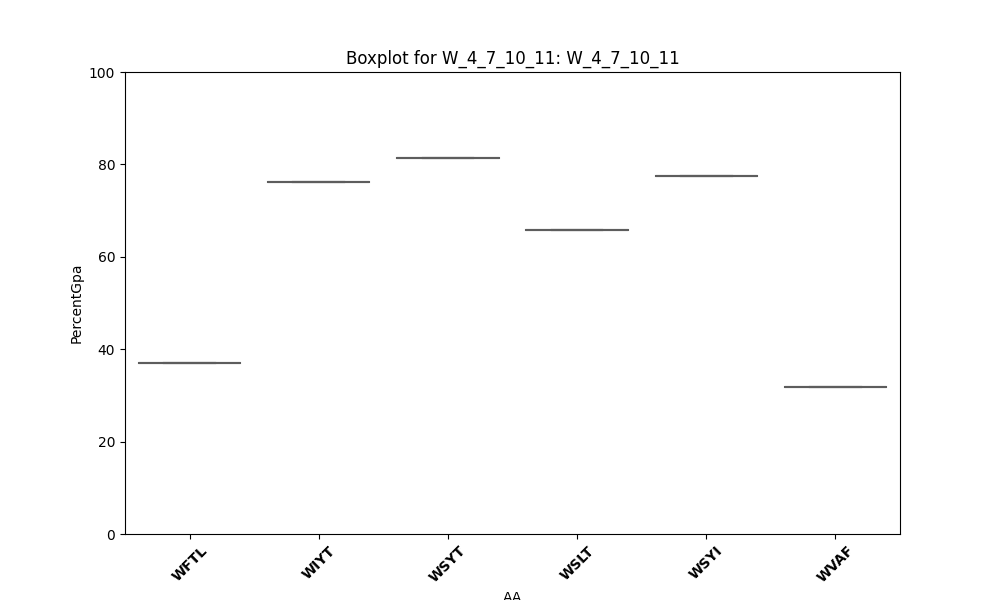 Boxplot for W_4_7_10_11: W_4_7_10_11
100
80
60
40
20
0
PercentGpa
WFTL
WIYT
WSYT
WSLT
WSYI
WVAF
AA